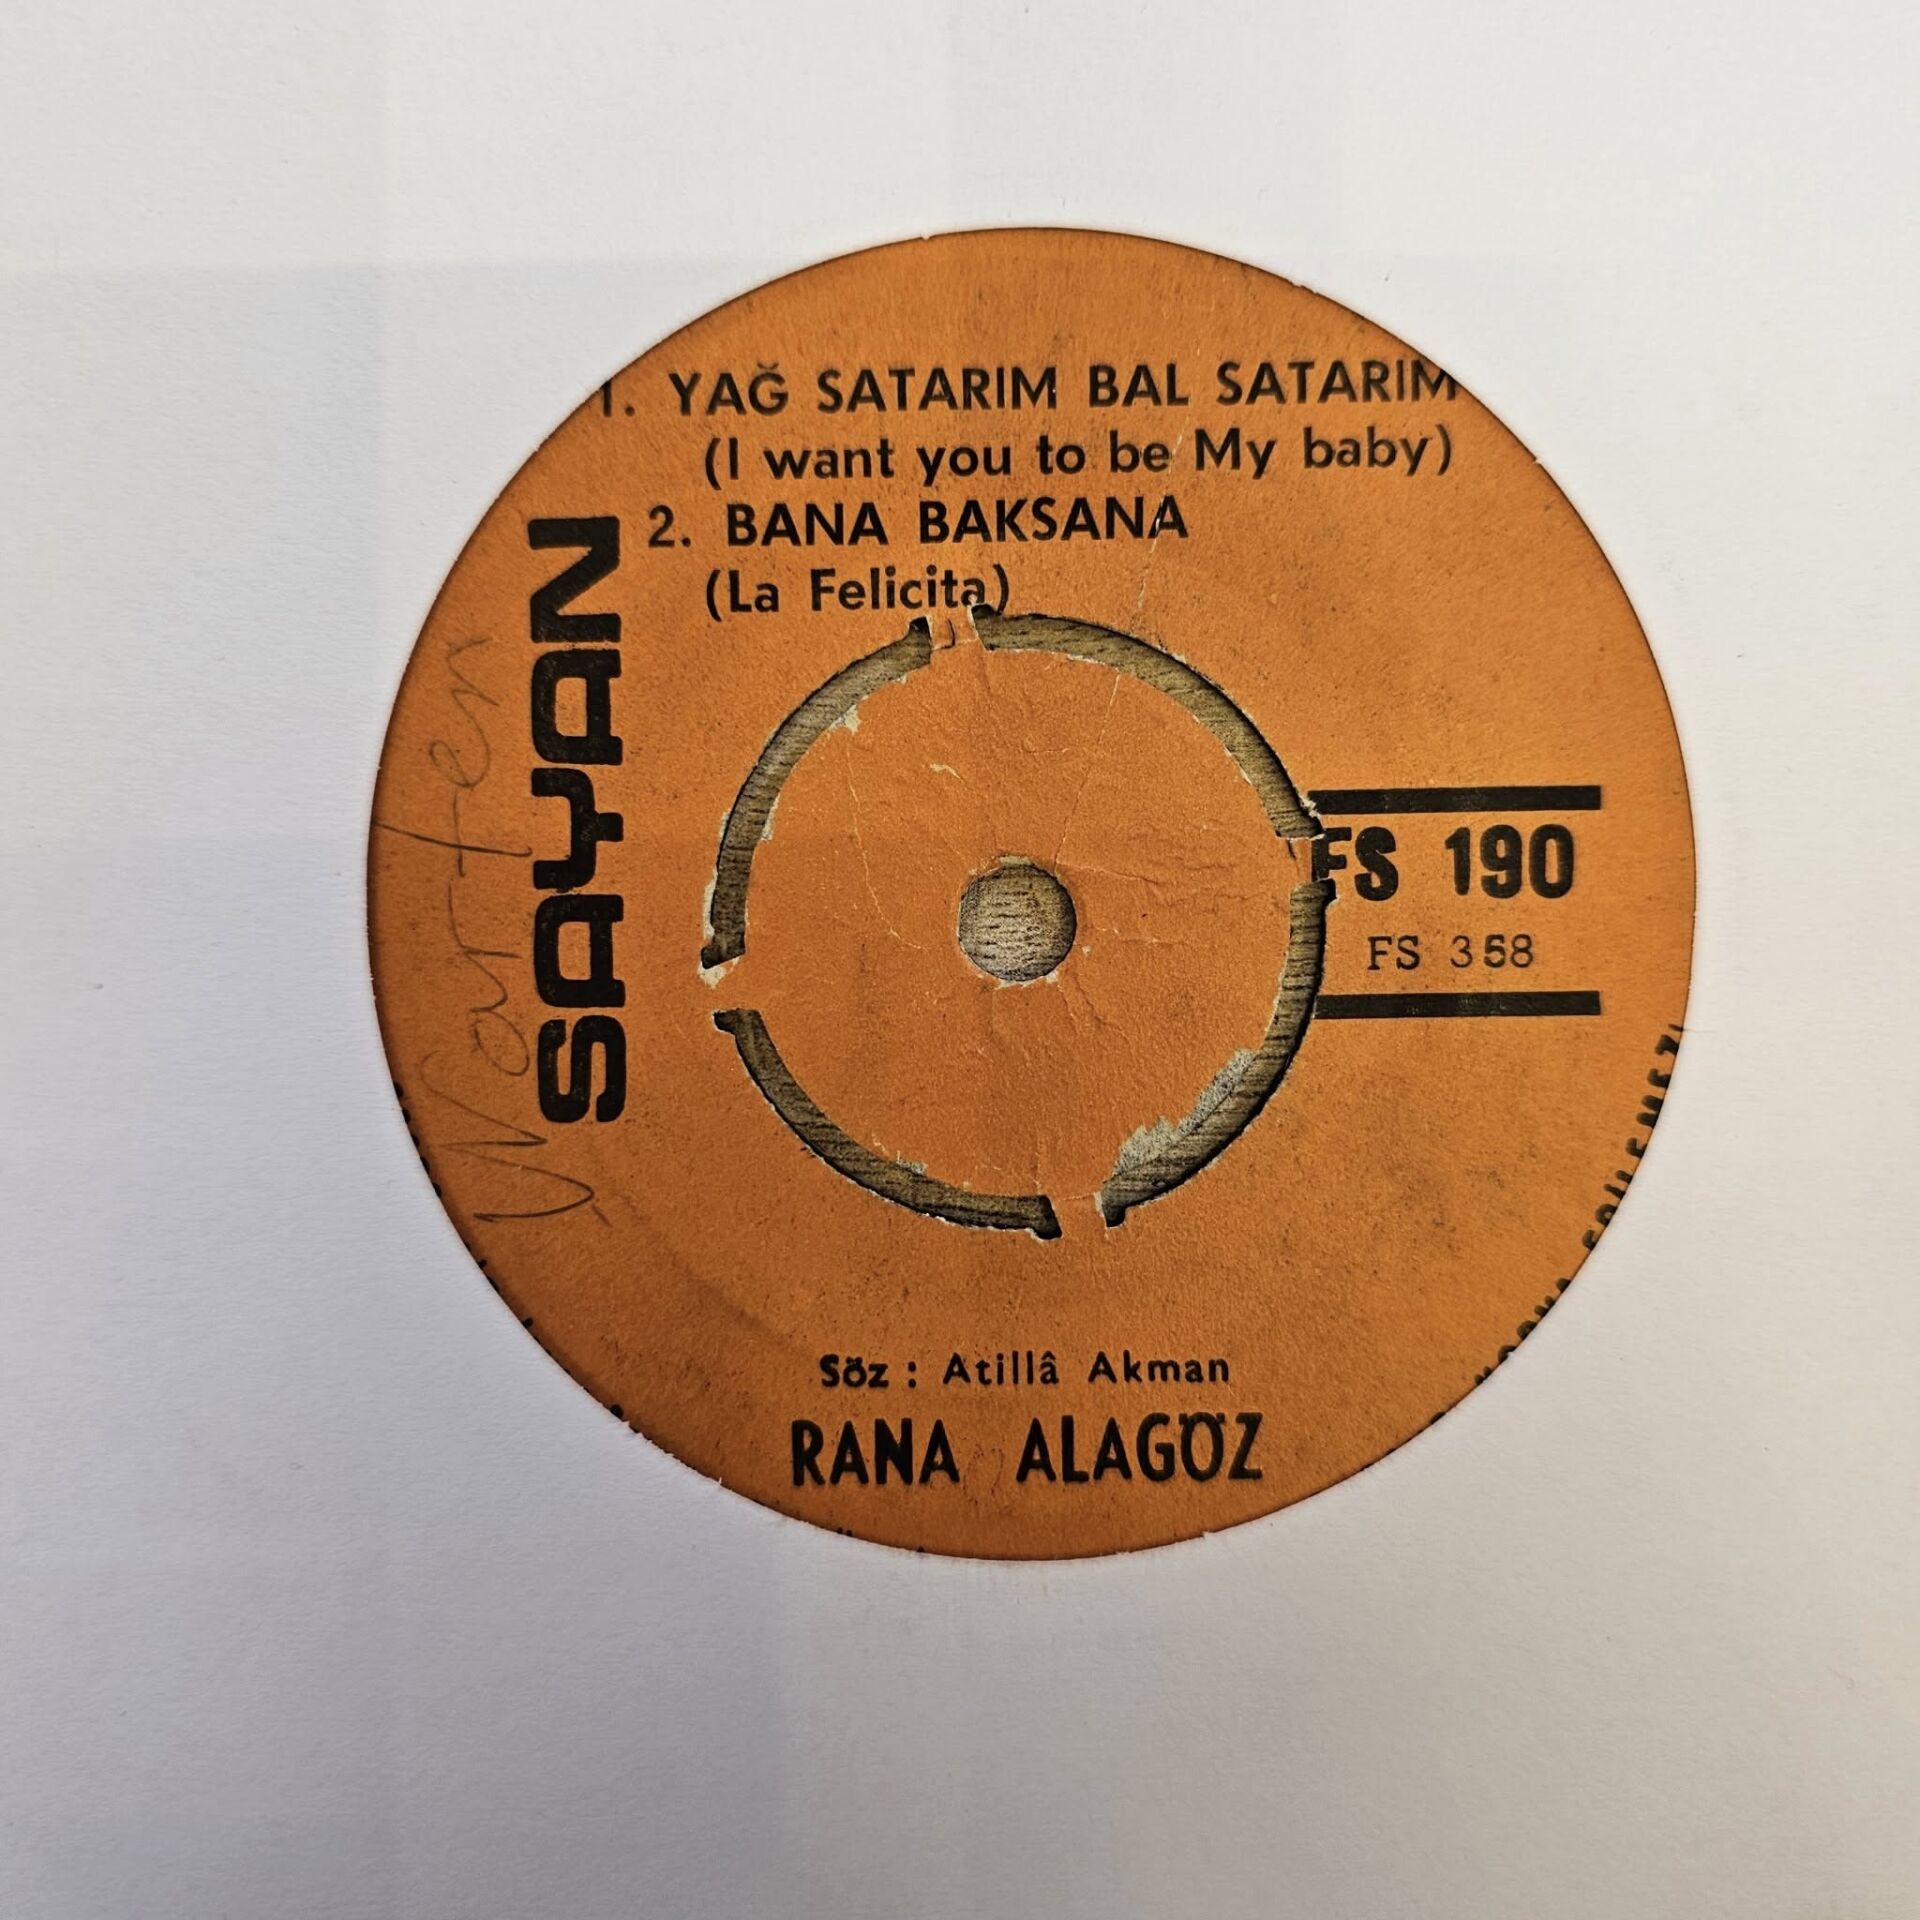 1. YAĞ SATARIM BAL SATARIM
(I want you to be My baby)
2. BANA BAKSANA
(La Felicita)
SAYAN
FS 190
FS 358
Söz : Atillâ Akman
RANA ALAGÖZ